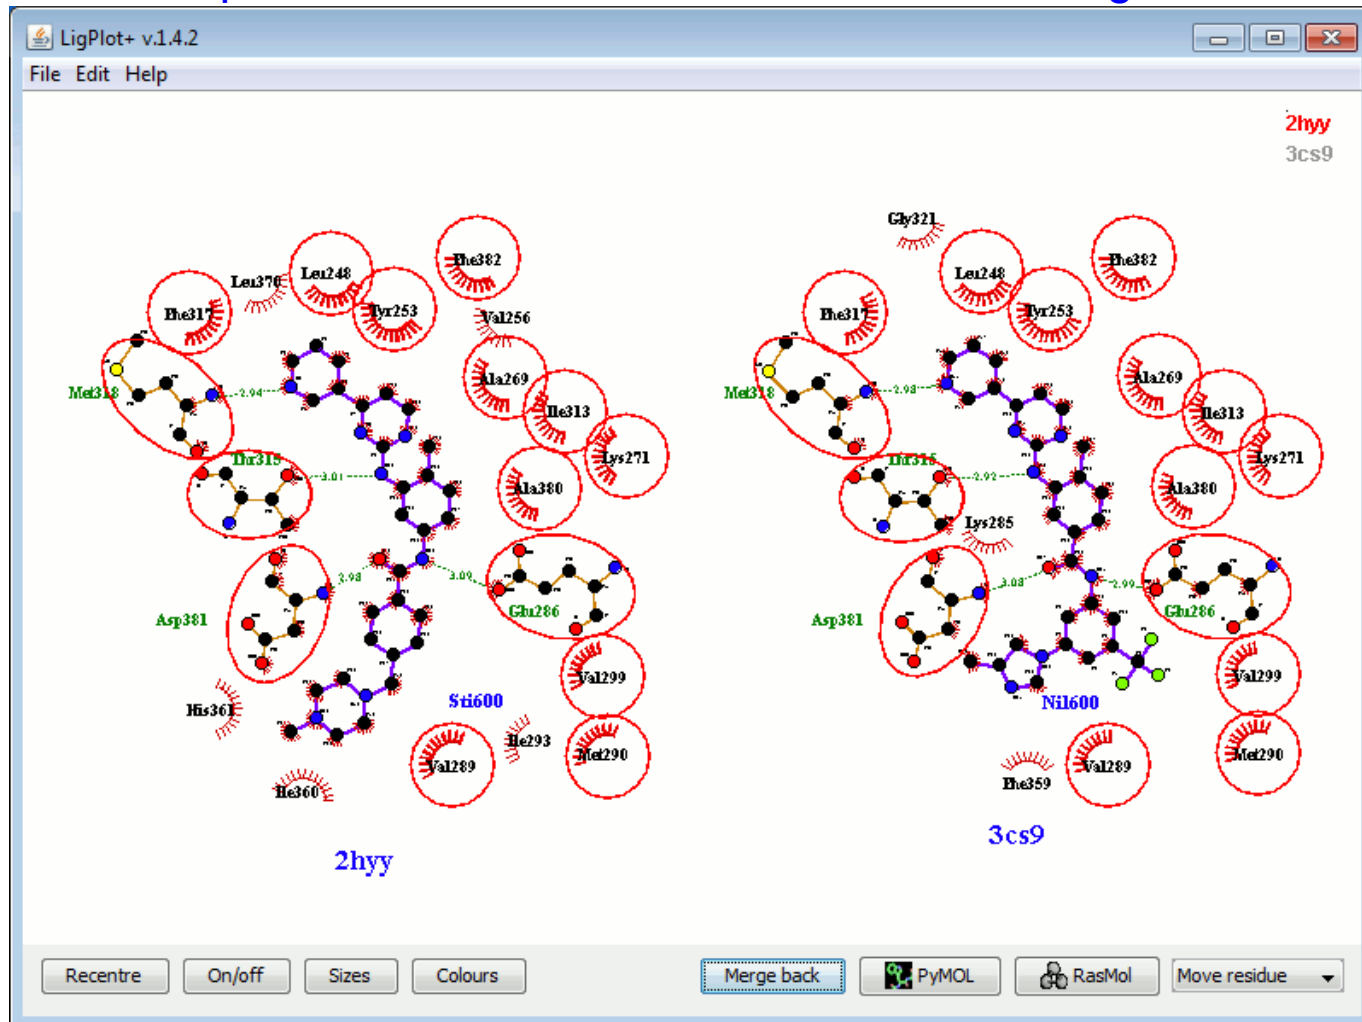 LigPlot+ v.1.4.2
File Edit Help
2hyy
3cs9
Phe382
Leu248
Leu370
Phe317
Tyr253
Val256
Ala269
Met318
2.94
Ile313
Thr315
3.01
Lys271
Ala380
2.98
3.09
Glu286
Asp381
Val299
His361
Sti600
Ile293
Val289
Met290
Ile360
2hyy
Gly321
Phe382
Leu248
Phe317
Tyr253
Ala269
Met318
2.98
Ile313
Thr315
2.92
Lys271
Ala380
Lys285
3.08
2.99
Glu286
Asp381
Val299
Nil600
Val289
Met290
Phe359
3cs9
Recentre On/off Sizes Colours Merge back PyMOL RasMol Move residue